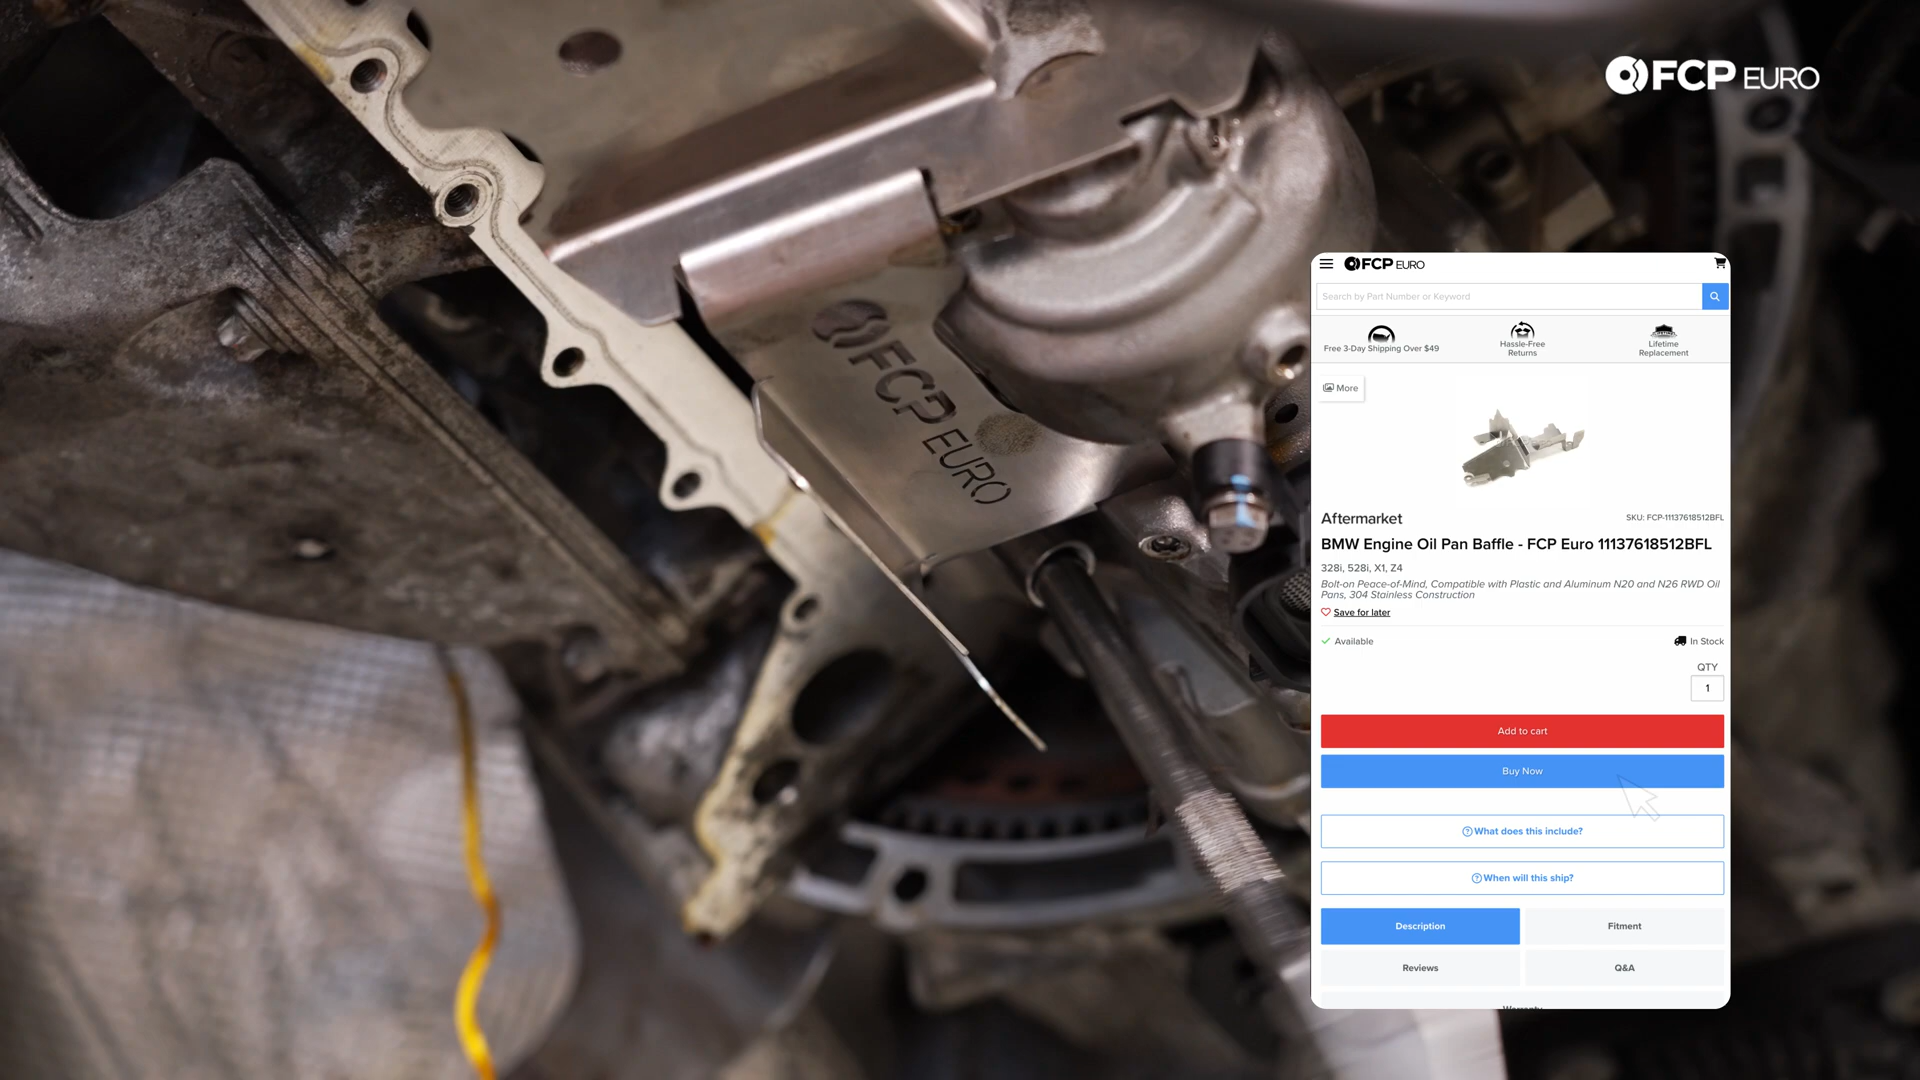 FCP EURO
FCP EURO
FCP EURO
Search by Part Number or Keyword
Free 3-Day Shipping Over $49
Hassle-Free
Returns
Lifetime
Replacement
More
Aftermarket
SKU: FCP-11137618512BFL
BMW Engine Oil Pan Baffle - FCP Euro 11137618512BFL
328i, 528i, X1, Z4
Bolt-on Peace-of-Mind, Compatible with Plastic and Aluminum N20 and N26 RWD Oil
Pans, 304 Stainless Construction
Save for later
Available
In Stock
QTY
1
Add to cart
Buy Now
What does this include?
When will this ship?
Description
Fitment
Reviews
Q&A
Warranty